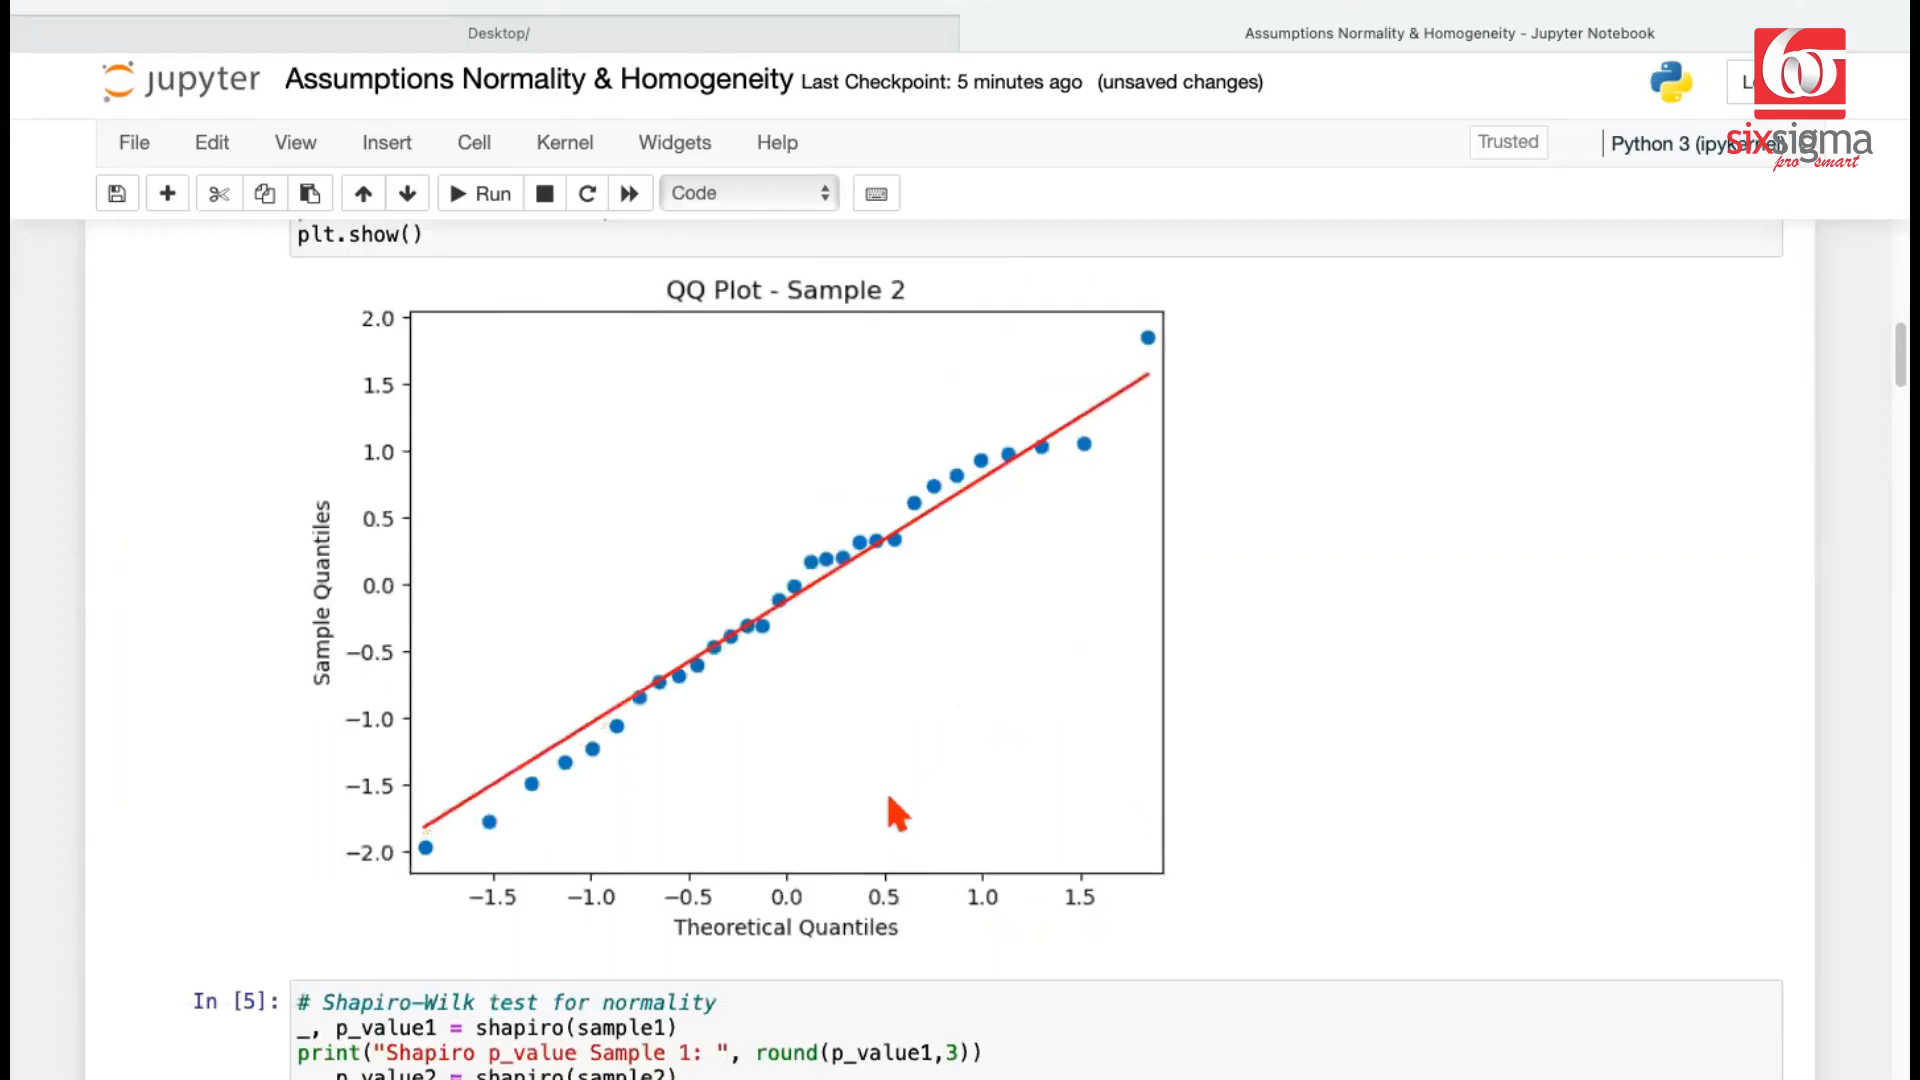 Desktop/
Assumptions Normality & Homogeneity - Jupyter Notebook
jupyter Assumptions Normality & Homogeneity Last Checkpoint: 5 minutes ago (unsaved changes)
File Edit View Insert Cell Kernel Widgets Help
Trusted
Python 3
sixsigma
pro smart
Run
Code
plt.show()
QQ Plot - Sample 2
2.0
1.5
1.0
0.5
0.0
−0.5
−1.0
−1.5
−2.0
Sample Quantiles
−1.5 −1.0 −0.5 0.0 0.5 1.0 1.5
Theoretical Quantiles
In [5]:
# Shapiro-Wilk test for normality
_, p_value1 = shapiro(sample1)
print("Shapiro p_value Sample 1: ", round(p_value1,3))
p_value2 = shapiro(sample2)